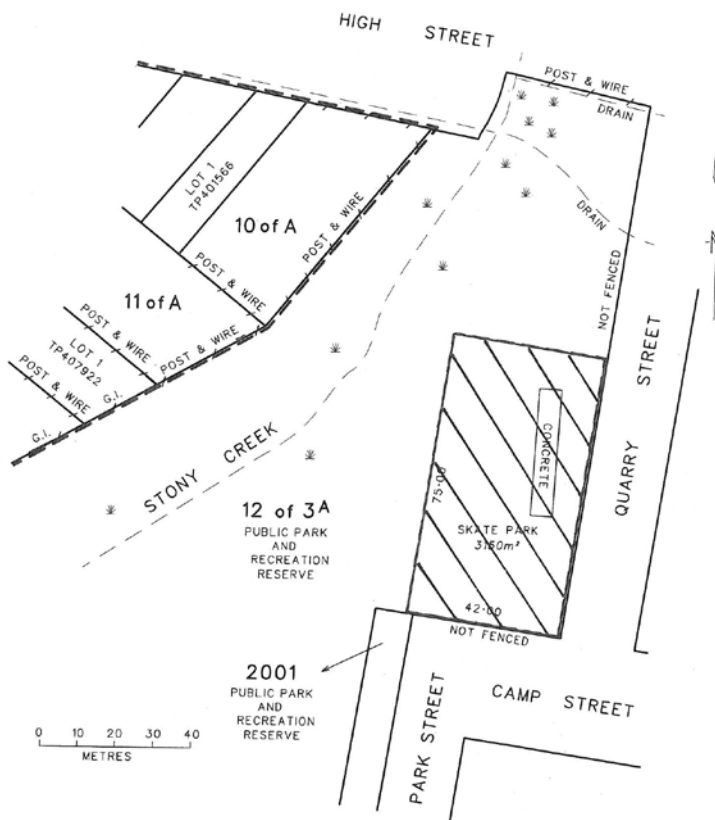 HIGH STREET
POST & WIRE
DRAIN
LOT 1
TP401566
10 of A
POST & WIRE
DRAIN
POST & WIRE
11 of A
NOT FENCED
POST & WIRE
LOT 1
TP407922
POST & WIRE
POST & WIRE
G.I.
G.I.
STONY CREEK
QUARRY STREET
CONCRETE
75·00
12 of 3A
PUBLIC PARK
AND
RECREATION
RESERVE
SKATE PARK
3150m²
42·00
NOT FENCED
2001
PUBLIC PARK
AND
RECREATION
RESERVE
CAMP STREET
PARK STREET
0 10 20 30 40
METRES
N